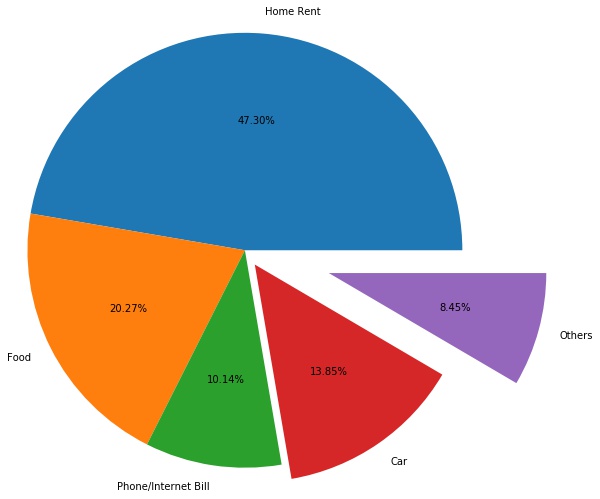 Home Rent
47.30%
20.27%
8.45%
Others
Food
13.85%
10.14%
Car
Phone/Internet Bill